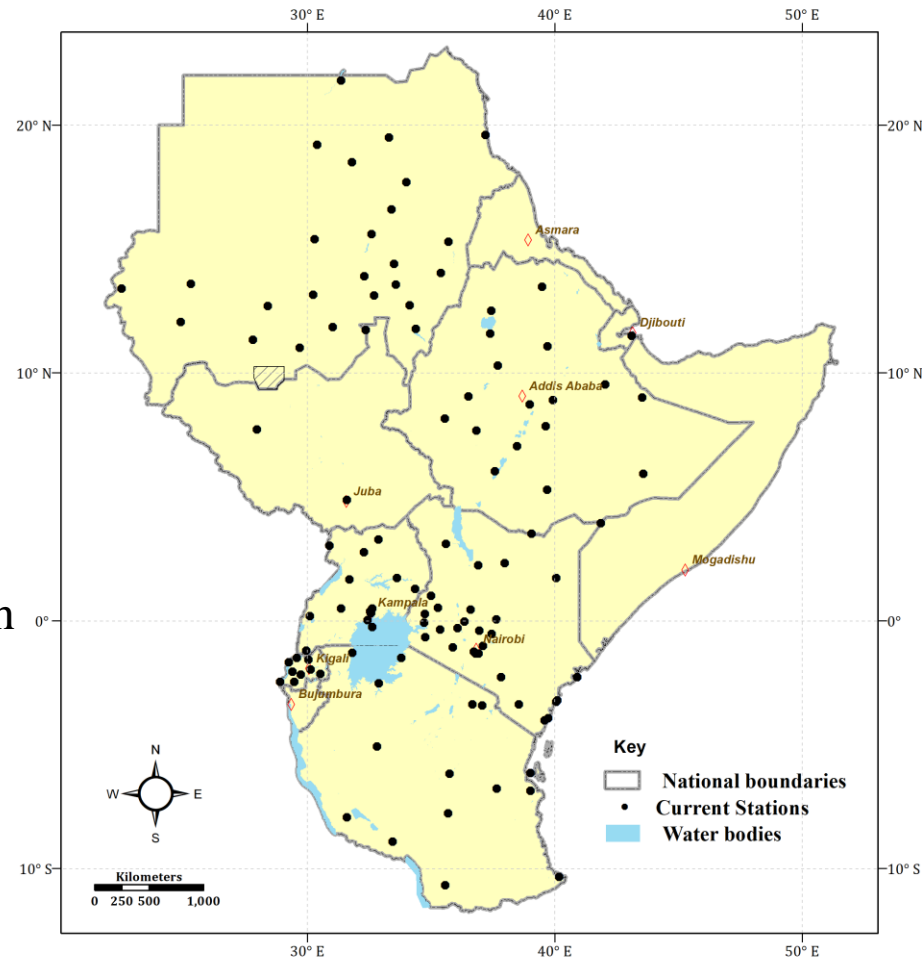 30° E 40° E 50° E
20° N 20° N
Asmara
Djibouti
10° N 10° N
Addis Ababa
Juba
Mogadishu
Kampala
n
0° 0°
Nairobi
Kigali
Bujumbura
Key
National boundaries
Current Stations
Water bodies
N
W E
S
Kilometers
0 250 500 1,000
10° S 10° S
30° E 40° E 50° E